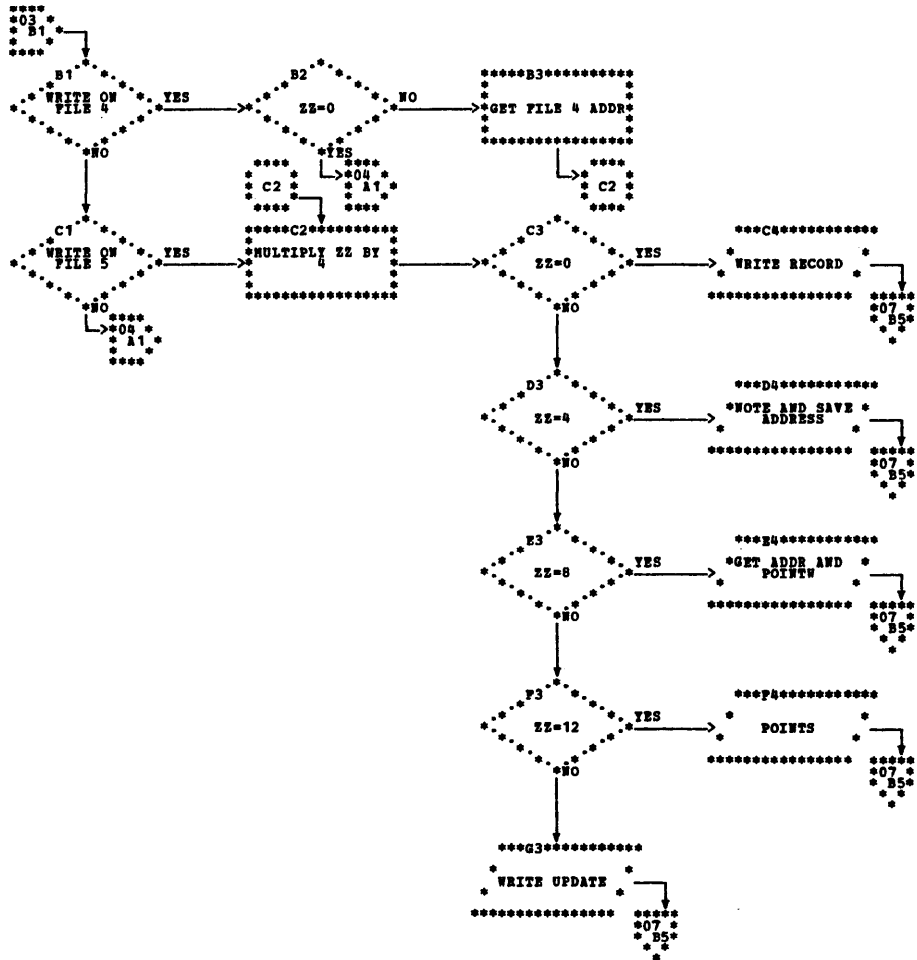 03
B1
B1
WRITE ON
FILE 4
YES
NO
B2
ZZ=0
NO
YES
B3
GET FILE 4 ADDR
C2
04
A1
C2
C1
WRITE ON
FILE 5
YES
NO
C2
MULTIPLY ZZ BY
4
C3
ZZ=0
YES
NO
C4
WRITE RECORD
07
B5
04
A1
D3
ZZ=4
YES
NO
D4
NOTE AND SAVE
ADDRESS
07
B5
E3
ZZ=8
YES
NO
E4
GET ADDR AND
POINTW
07
B5
F3
ZZ=12
YES
NO
F4
POINTS
07
B5
G3
WRITE UPDATE
07
B5